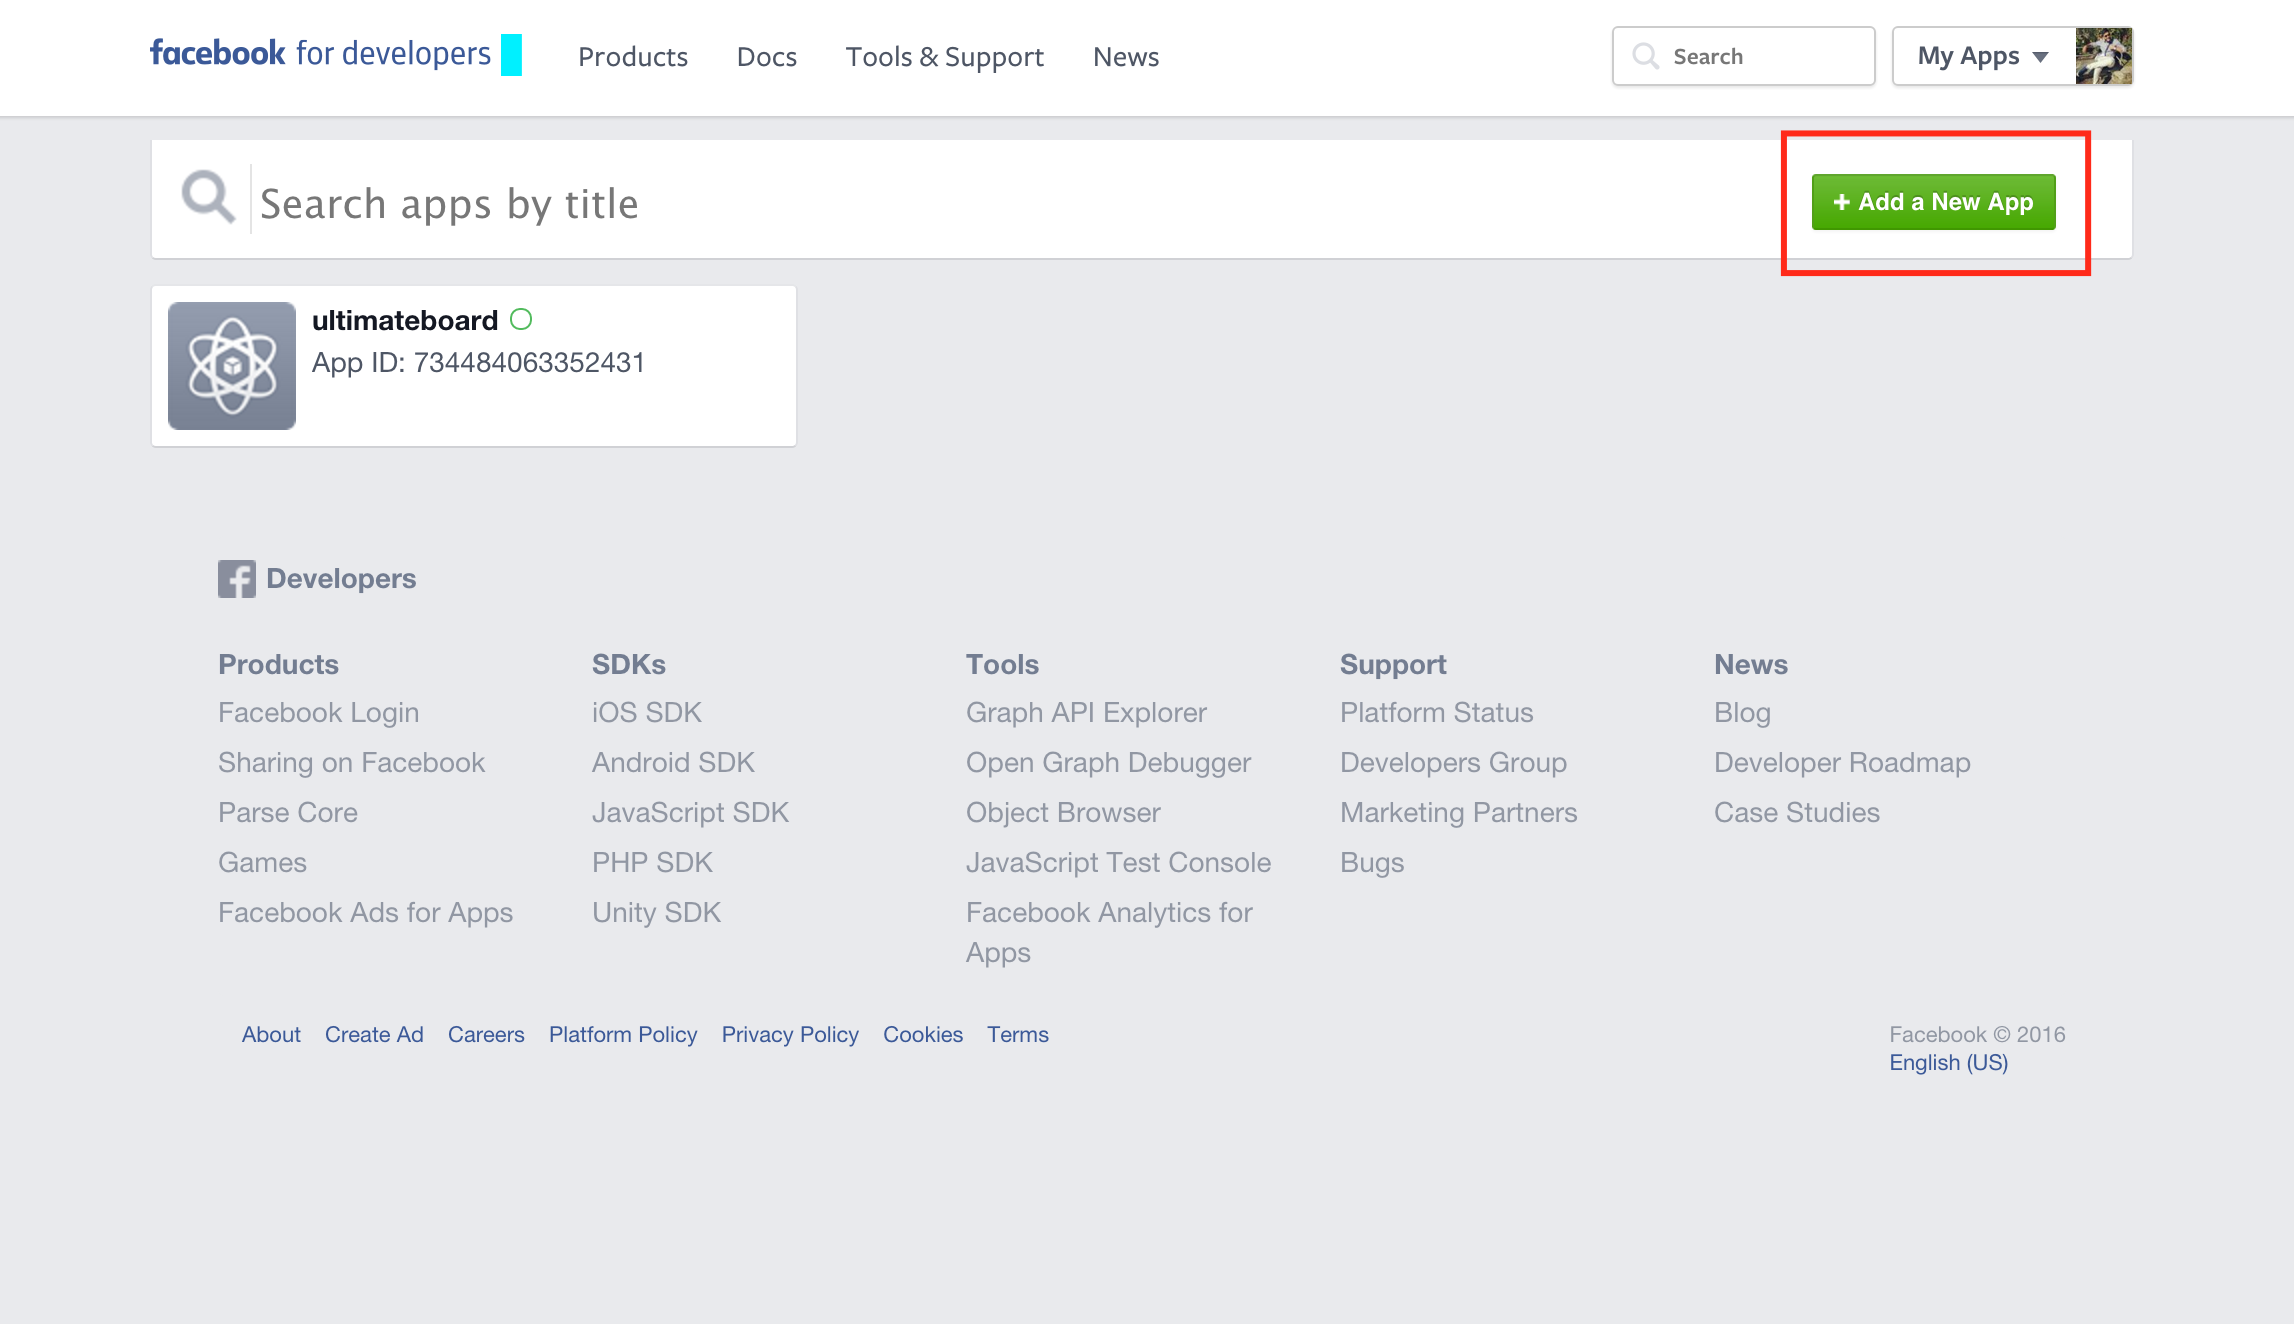 facebook for developers
Products Docs Tools & Support News
Search
My Apps
Search apps by title
+ Add a New App
ultimateboard
App ID: 734484063352431
Developers
Products
Facebook Login
Sharing on Facebook
Parse Core
Games
Facebook Ads for Apps
SDKs
iOS SDK
Android SDK
JavaScript SDK
PHP SDK
Unity SDK
Tools
Graph API Explorer
Open Graph Debugger
Object Browser
JavaScript Test Console
Facebook Analytics for
Apps
Support
Platform Status
Developers Group
Marketing Partners
Bugs
News
Blog
Developer Roadmap
Case Studies
About Create Ad Careers Platform Policy Privacy Policy Cookies Terms
Facebook © 2016
English (US)